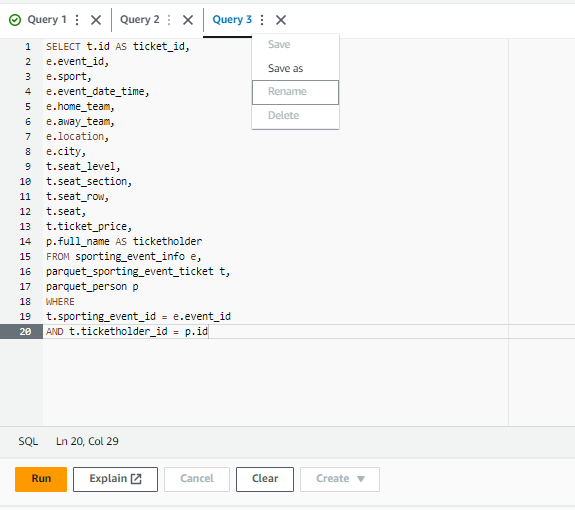 Query 1 Query 2 Query 3
Save
Save as
Rename
Delete
1 SELECT t.id AS ticket_id,
2 e.event_id,
3 e.sport,
4 e.event_date_time,
5 e.home_team,
6 e.away_team,
7 e.location,
8 e.city,
9 t.seat_level,
10 t.seat_section,
11 t.seat_row,
12 t.seat,
13 t.ticket_price,
14 p.full_name AS ticketholder
15 FROM sporting_event_info e,
16 parquet_sporting_event_ticket t,
17 parquet_person p
18 WHERE
19 t.sporting_event_id = e.event_id
20 AND t.ticketholder_id = p.id
SQL Ln 20, Col 29
Run Explain Cancel Clear Create